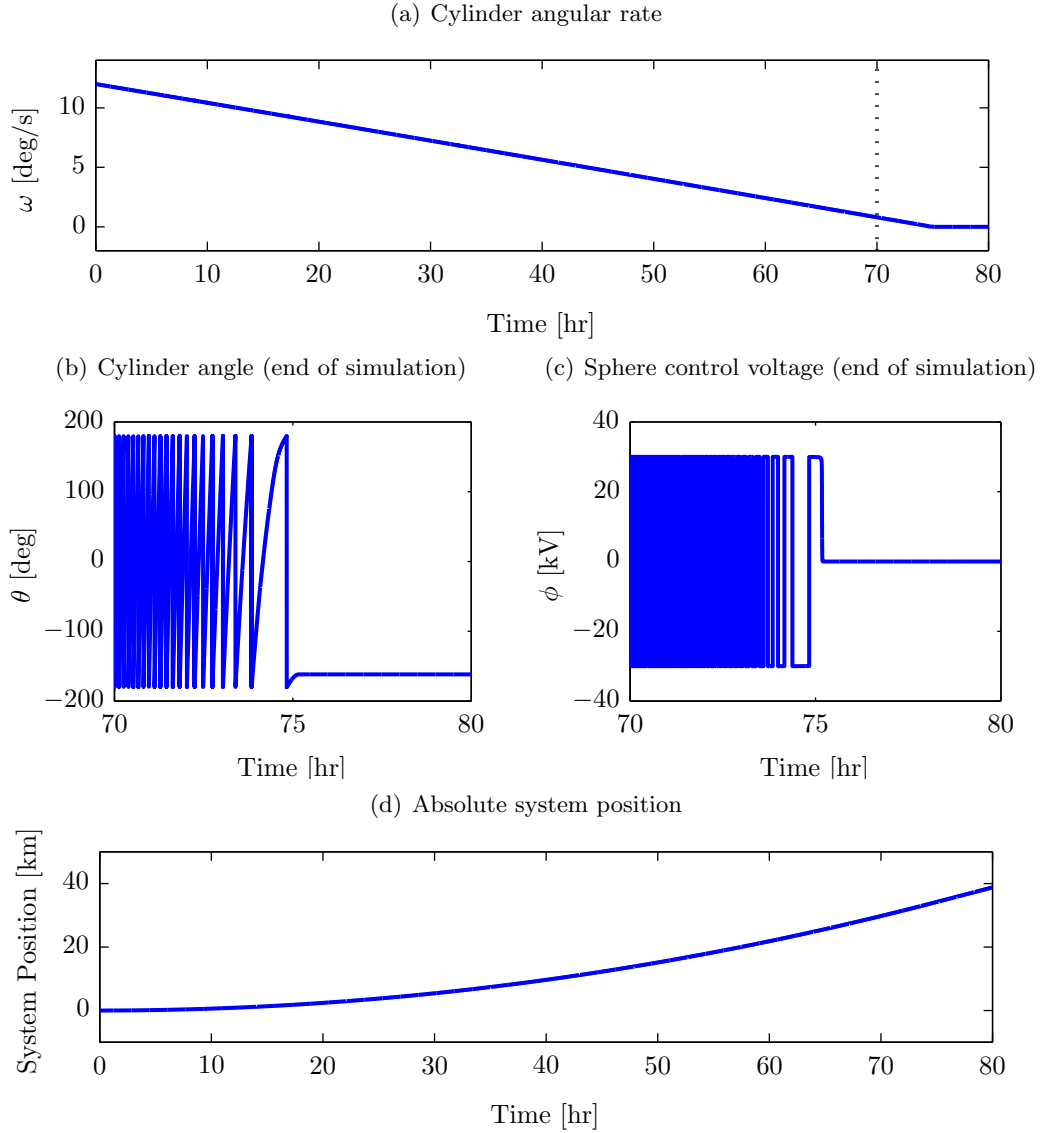 (a) Cylinder angular rate
ω [deg/s]
10
5
0
0 10 20 30 40 50 60 70 80
Time [hr]
(b) Cylinder angle (end of simulation)
θ [deg]
200
100
0
−100
−200
70 75 80
Time [hr]
(c) Sphere control voltage (end of simulation)
ϕ [kV]
40
20
0
−20
−40
70 75 80
Time [hr]
(d) Absolute system position
System Position [km]
40
20
0
0 10 20 30 40 50 60 70 80
Time [hr]